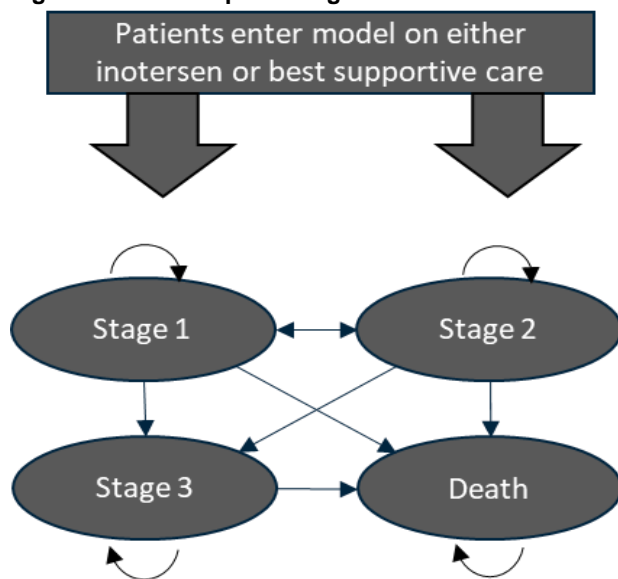 Patients enter model on either
inotersen or best supportive care
Stage 1
Stage 2
Stage 3
Death